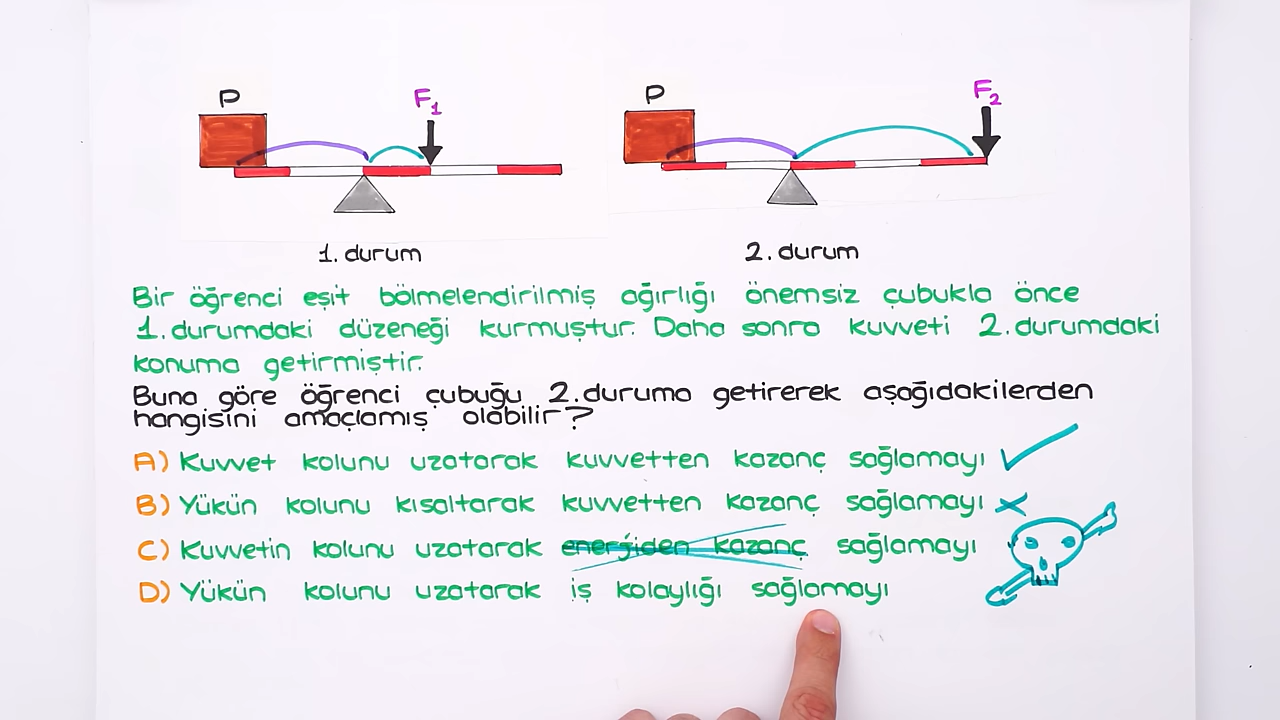 P F₁ P F₂
1. durum 2. durum
Bir öğrenci eşit bölmelendirilmiş ağırlığı önemsiz çubukla önce
1. durumdaki düzeneği kurmuştur. Daha sonra kuvveti 2. durumdaki
konuma getirmiştir.
Buna göre öğrenci çubuğu 2. duruma getirerek aşağıdakilerden
hangisini amaçlamış olabilir?
A) Kuvvet kolunu uzatarak kuvvetten kazanç sağlamayı
B) Yükün kolunu kısaltarak kuvvetten kazanç sağlamayı
C) Kuvvetin kolunu uzatarak enerjiden kazanç sağlamayı
D) Yükün kolunu uzatarak iş kolaylığı sağlamayı